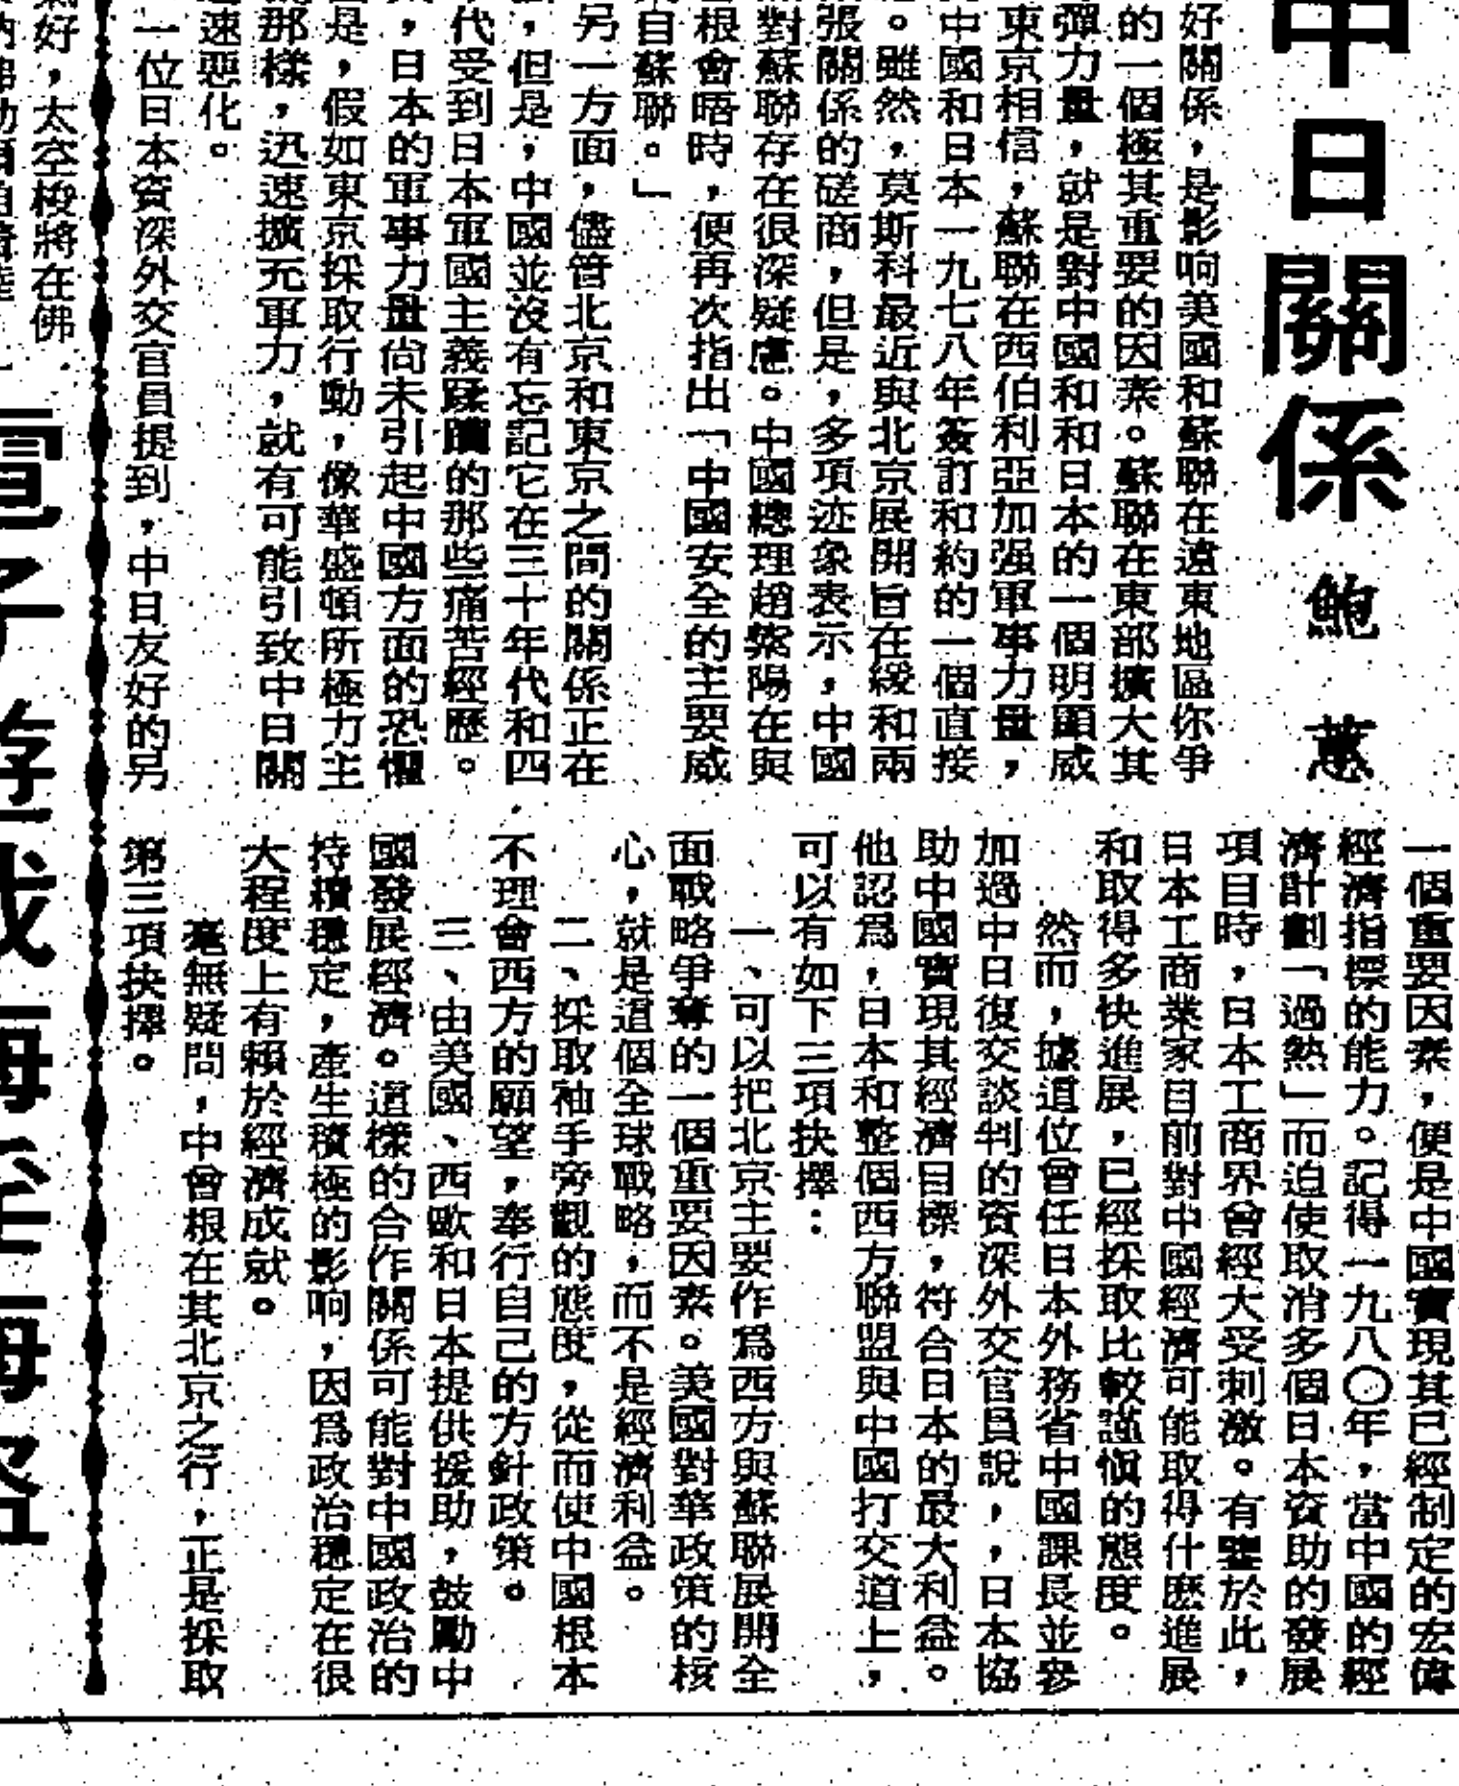 中日關係
鮑蕙
好關係，是影响美國和蘇聯在遠東地區你爭
的一個極其重要的因素。蘇聯在東部擴大其
彈力量，就是對中國和和日本的一個明顯威
東京相信，蘇聯在西伯利亞加强軍事力量，
中國和日本一九七八年簽訂和約的一個直接
。雖然，莫斯科最近與北京展開旨在緩和兩
張關係的磋商，但是，多項迹象表示，中國
對蘇聯存在很深疑慮。中國總理趙紫陽在與
根會晤時，便再次指出「中國安全的主要威
自蘇聯。」
另一方面，儘管北京和東京之間的關係正在
，但是，中國並沒有忘記它在三十年代和四
代受到日本軍國主義蹂躪的那些痛苦經歷。
，日本的軍事力量尚未引起中國方面的恐懼
是，假如東京採取行動，像華盛頓所極力主
那樣，迅速擴充軍力，就有可能引致中日關
速惡化。
一位日本資深外交官員提到，中日友好的另
一個重要因素，便是中國實現其已經制定的宏偉
經濟指標的能力。記得一九八〇年，當中國的經
濟計劃「過熱」而迫使取消多個日本資助的發展
項目時，日本工商界曾經大受刺激。有鑒於此，
日本工商業家目前對中國經濟可能取得什麽進展
和取得多快進展，已經採取比較謹慎的態度。
然而，據這位曾任日本外務省中國課長並參
加過中日復交談判的資深外交官員說，，日本協
助中國實現其經濟目標，符合日本的最大利益。
他認爲，日本和整個西方聯盟與中國打交道上，
可以有如下三項抉擇：
一、可以把北京主要作爲西方與蘇聯展開全
面戰略爭奪的一個重要因素。美國對華政策的核
心，就是這個全球戰略，而不是經濟利益。
二、採取袖手旁觀的態度，從而使中國根本
不理會西方的願望，奉行自己的方針政策。
三、由美國、西歐和日本提供援助，鼓勵中
國發展經濟。這樣的合作關係可能對中國政治的
持續穩定，產生積極的影响，因爲政治穩定在很
大程度上有賴於經濟成就。
毫無疑問，中曾根在其北京之行，正是採取
第三項抉擇。
好，太空梭將在佛